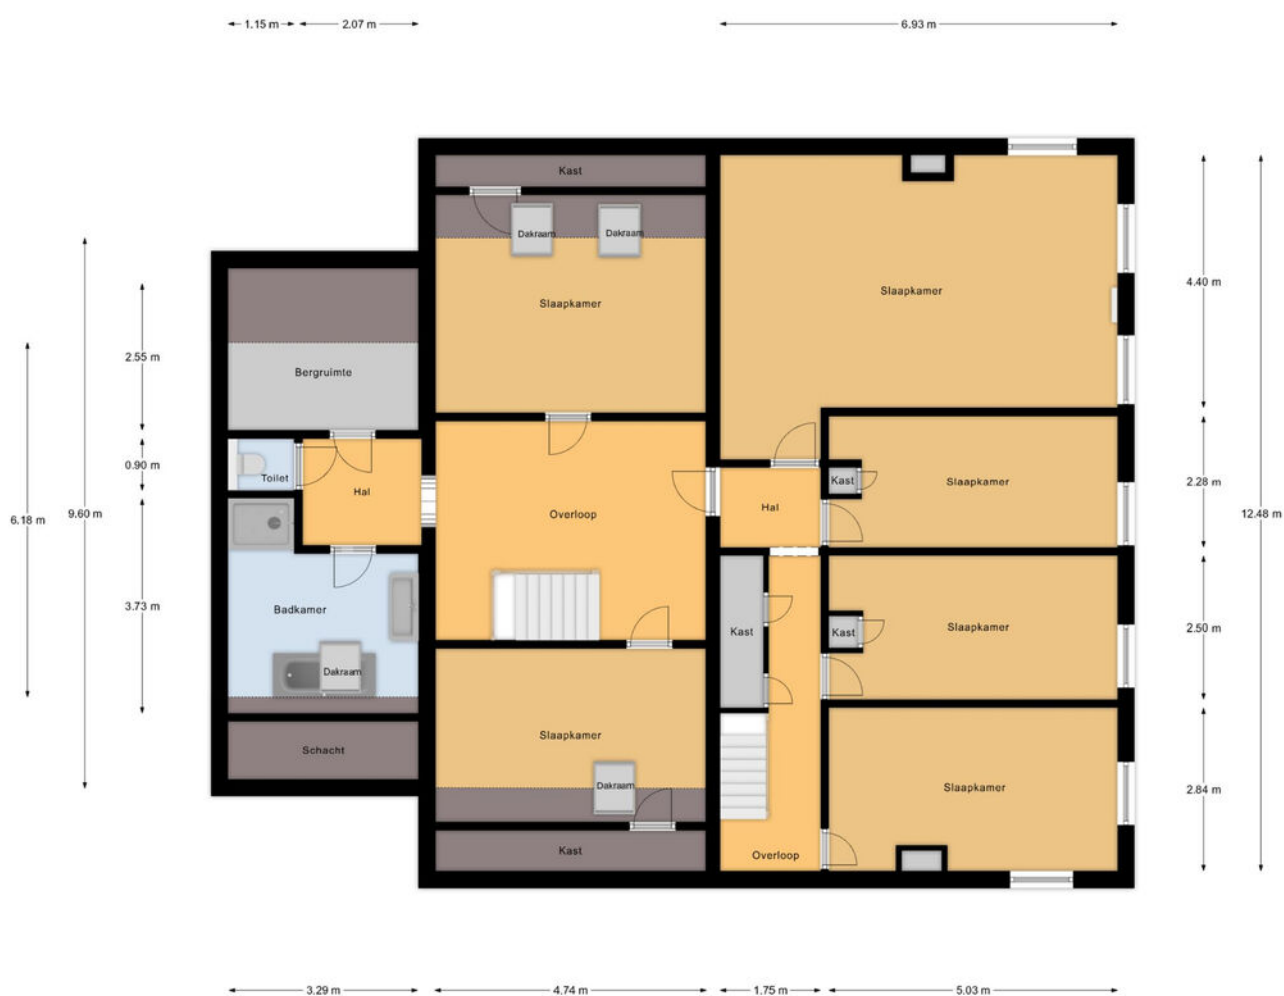 1.15 m
2.07 m
6.93 m
Kast
Dakraam
Dakraam
Slaapkamer
Slaapkamer
4.40 m
2.55 m
Bergruimte
0.90 m
Toilet
Hal
Kast
Slaapkamer
2.28 m
6.18 m
9.60 m
Overloop
Hal
12.48 m
3.73 m
Badkamer
Kast
Kast
Slaapkamer
2.50 m
Dakraam
Schacht
Slaapkamer
Dakraam
Slaapkamer
2.84 m
Kast
Overloop
3.29 m
4.74 m
1.75 m
5.03 m